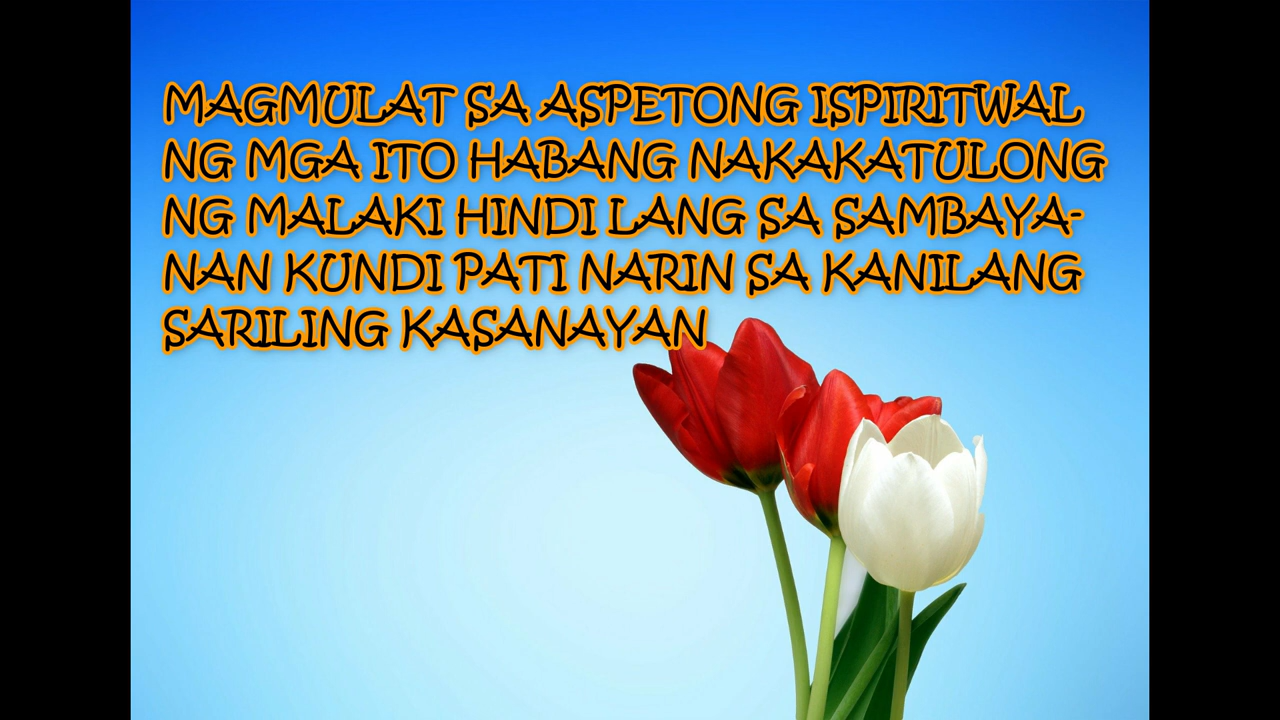 MAGMULAT SA ASPETONG ISPIRITWAL
NG MGA ITO HABANG NAKAKATULONG
NG MALAKI HINDI LANG SA SAMBAYA-
NAN KUNDI PATI NARIN SA KANILANG
SARILING KASANAYAN